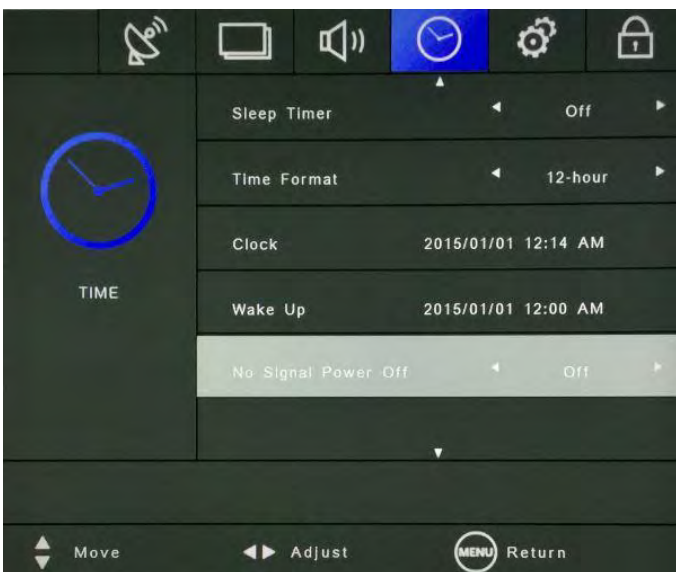 Sleep Timer Off
Time Format 12-hour
Clock 2015/01/01 12:14 AM
TIME
Wake Up 2015/01/01 12:00 AM
No Signal Power Off Off
Move Adjust MENU Return